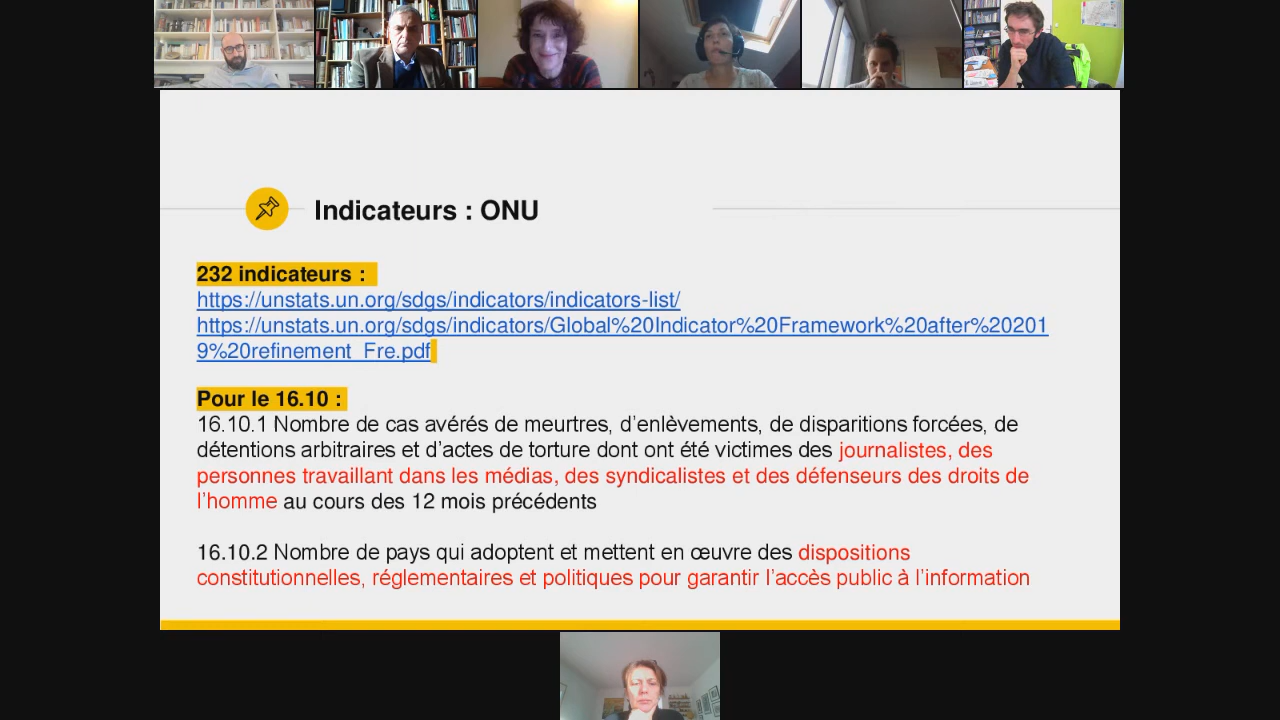 Indicateurs : ONU
232 indicateurs :
https://unstats.un.org/sdgs/indicators/indicators-list/
https://unstats.un.org/sdgs/indicators/Global%20Indicator%20Framework%20after%20201
9%20refinement_Fre.pdf
Pour le 16.10 :
16.10.1 Nombre de cas avérés de meurtres, d’enlèvements, de disparitions forcées, de
détentions arbitraires et d’actes de torture dont ont été victimes des journalistes, des
personnes travaillant dans les médias, des syndicalistes et des défenseurs des droits de
l’homme au cours des 12 mois précédents
16.10.2 Nombre de pays qui adoptent et mettent en œuvre des dispositions
constitutionnelles, réglementaires et politiques pour garantir l’accès public à l’information